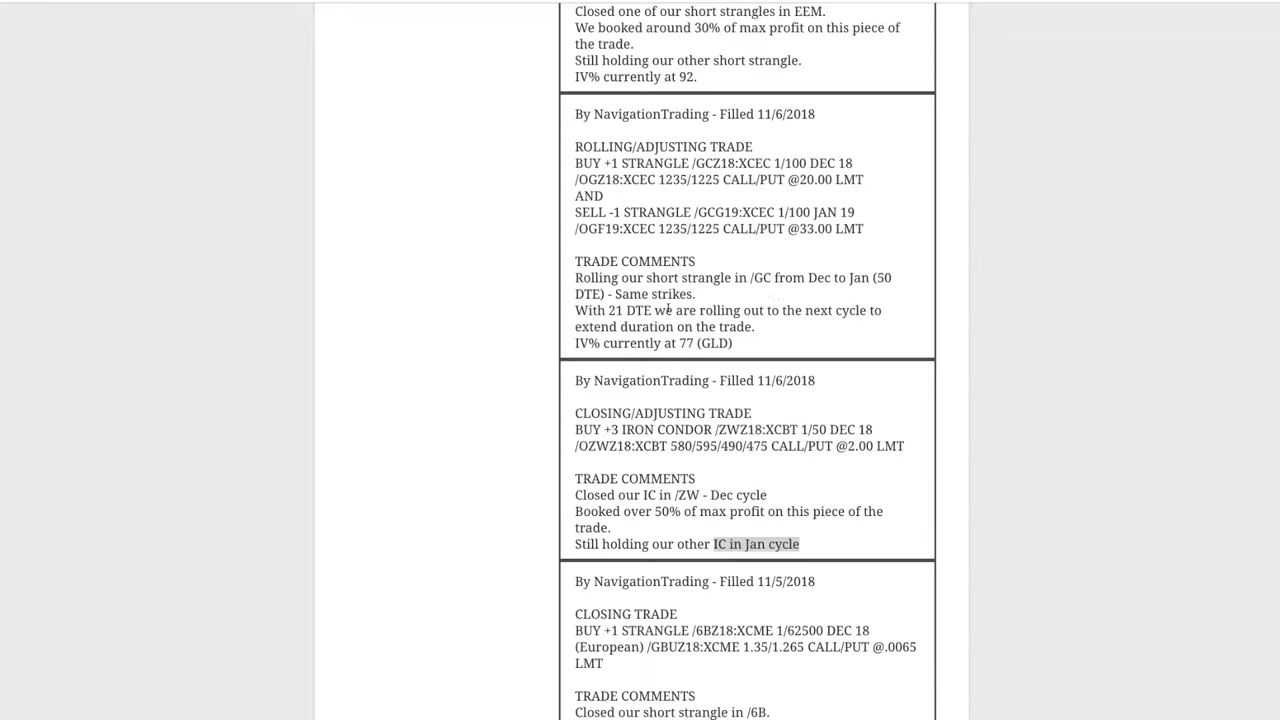 Closed one of our short strangles in EEM.
We booked around 30% of max profit on this piece of
the trade.
Still holding our other short strangle.
IV% currently at 92.
By NavigationTrading - Filled 11/6/2018
ROLLING/ADJUSTING TRADE
BUY +1 STRANGLE /GCZ18:XCEC 1/100 DEC 18
/OGZ18:XCEC 1235/1225 CALL/PUT @20.00 LMT
AND
SELL -1 STRANGLE /GCG19:XCEC 1/100 JAN 19
/OGF19:XCEC 1235/1225 CALL/PUT @33.00 LMT
TRADE COMMENTS
Rolling our short strangle in /GC from Dec to Jan (50
DTE) - Same strikes.
With 21 DTE we are rolling out to the next cycle to
extend duration on the trade.
IV% currently at 77 (GLD)
By NavigationTrading - Filled 11/6/2018
CLOSING/ADJUSTING TRADE
BUY +3 IRON CONDOR /ZWZ18:XCBT 1/50 DEC 18
/OZWZ18:XCBT 580/595/490/475 CALL/PUT @2.00 LMT
TRADE COMMENTS
Closed our IC in /ZW - Dec cycle
Booked over 50% of max profit on this piece of the
trade.
Still holding our other IC in Jan cycle
By NavigationTrading - Filled 11/5/2018
CLOSING TRADE
BUY +1 STRANGLE /6BZ18:XCME 1/62500 DEC 18
(European) /GBUZ18:XCME 1.35/1.265 CALL/PUT @.0065
LMT
TRADE COMMENTS
Closed our short strangle in /6B.